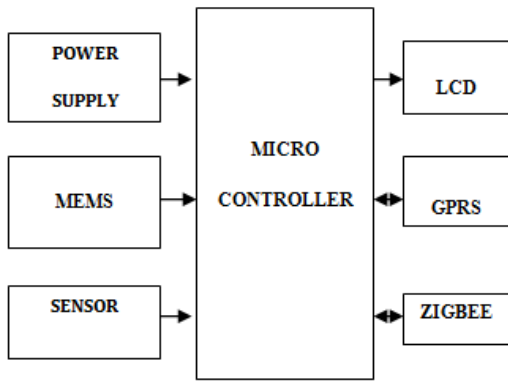 POWER
SUPPLY
MEMS
SENSOR
MICRO
CONTROLLER
LCD
GPRS
ZIGBEE